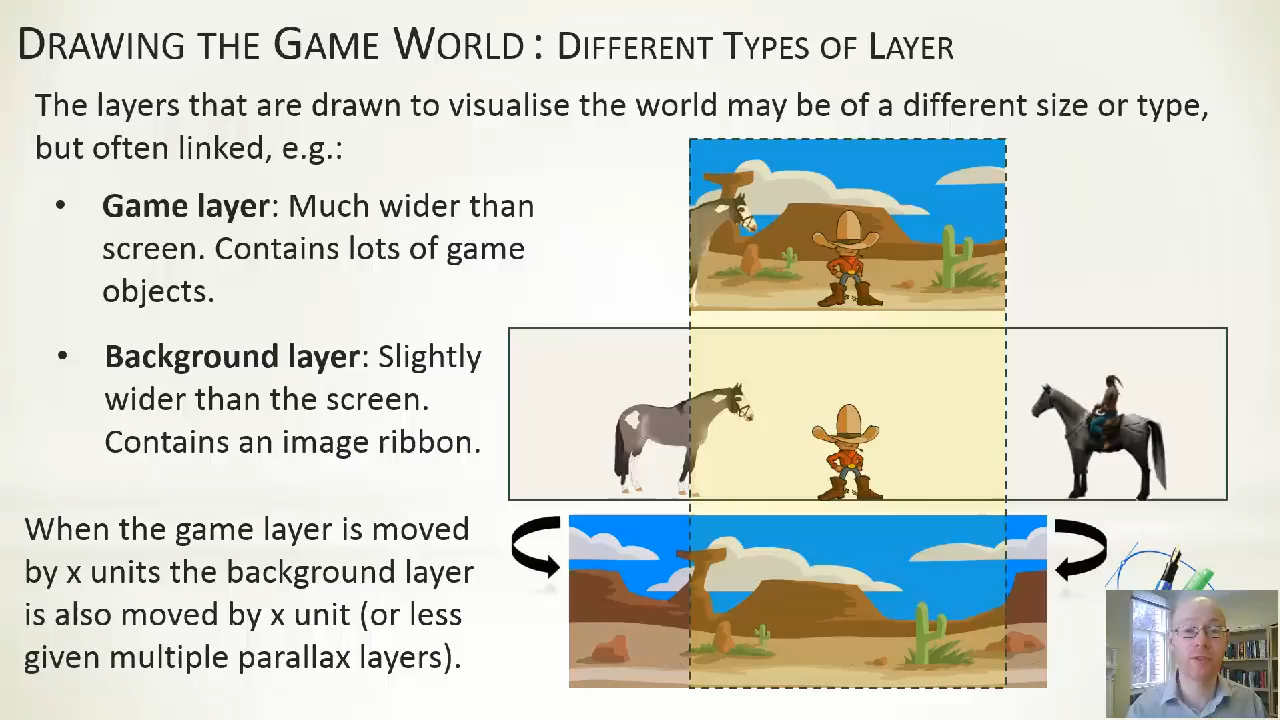 DRAWING THE GAME WORLD : DIFFERENT TYPES OF LAYER
The layers that are drawn to visualise the world may be of a different size or type,
but often linked, e.g.:
• Game layer: Much wider than
screen. Contains lots of game
objects.
• Background layer: Slightly
wider than the screen.
Contains an image ribbon.
When the game layer is moved
by x units the background layer
is also moved by x unit (or less
given multiple parallax layers).